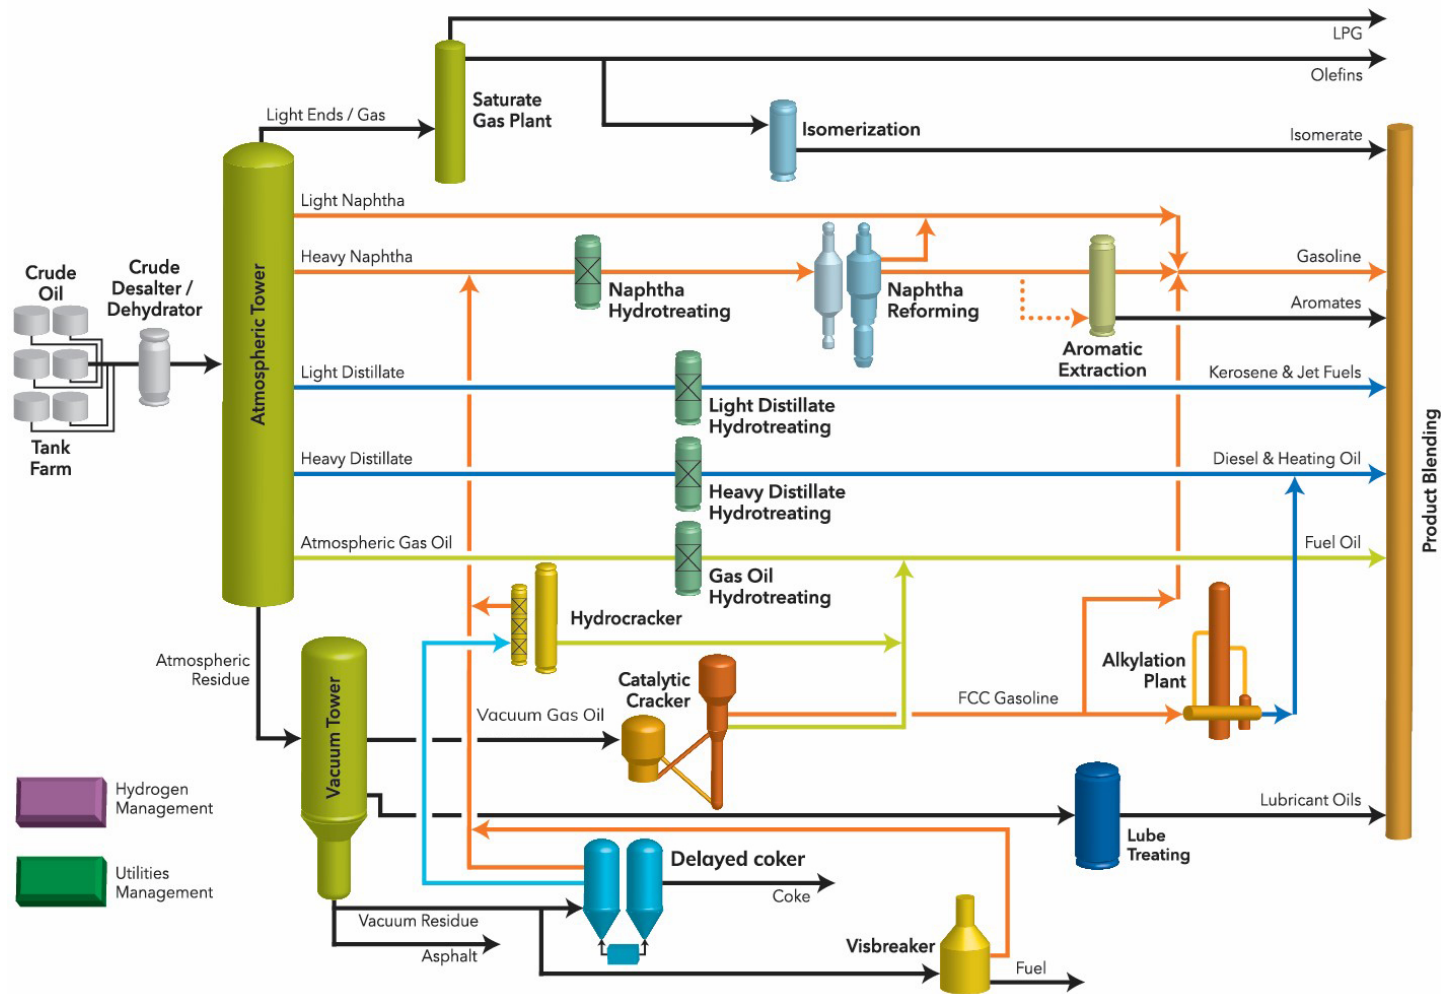 LPG
Olefins
Saturate
Gas Plant
Light Ends / Gas
Isomerization
Isomerate
Light Naphtha
Heavy Naphtha
Gasoline
Crude
Oil
Crude
Desalter /
Dehydrator
Atmospheric Tower
Naphtha
Hydrotreating
Naphtha
Reforming
Aromates
Aromatic
Extraction
Light Distillate
Kerosene & Jet Fuels
Light Distillate
Hydrotreating
Tank
Farm
Heavy Distillate
Diesel & Heating Oil
Heavy Distillate
Hydrotreating
Product Blending
Atmospheric Gas Oil
Fuel Oil
Gas Oil
Hydrotreating
Hydrocracker
Atmospheric
Residue
Vacuum Tower
Catalytic
Cracker
Alkylation
Plant
Vacuum Gas Oil
FCC Gasoline
Hydrogen
Management
Lubricant Oils
Lube
Treating
Utilities
Management
Delayed coker
Coke
Vacuum Residue
Asphalt
Visbreaker
Fuel